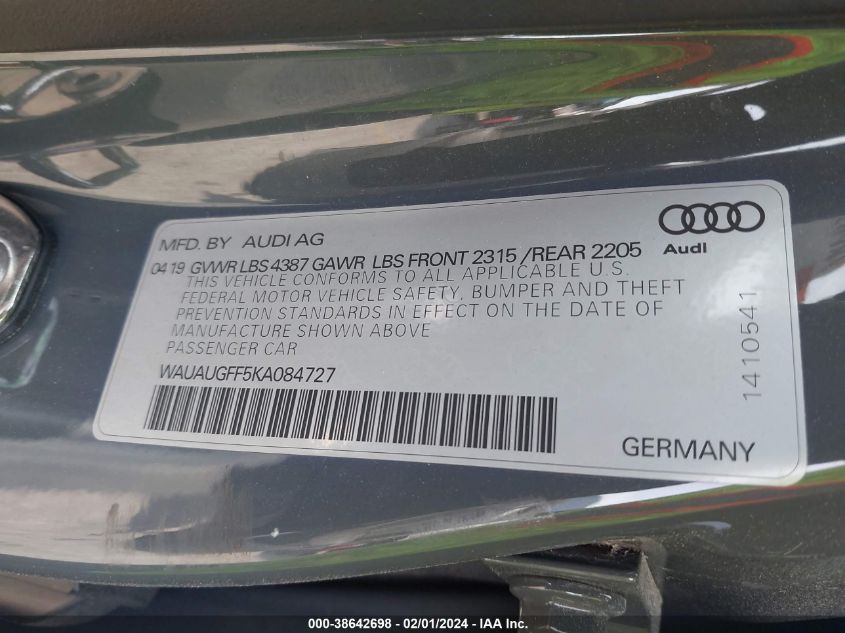 MFD. BY AUDI AG
Audi
0419 GVWR LBS 4387 GAWR LBS FRONT 2315 /REAR 2205
THIS VEHICLE CONFORMS TO ALL APPLICABLE U.S.
FEDERAL MOTOR VEHICLE SAFETY, BUMPER AND THEFT
PREVENTION STANDARDS IN EFFECT ON THE DATE OF
MANUFACTURE SHOWN ABOVE
PASSENGER CAR
WAUAUGFF5KA084727
1410541
GERMANY
000-38642698 - 02/01/2024 - IAA Inc.